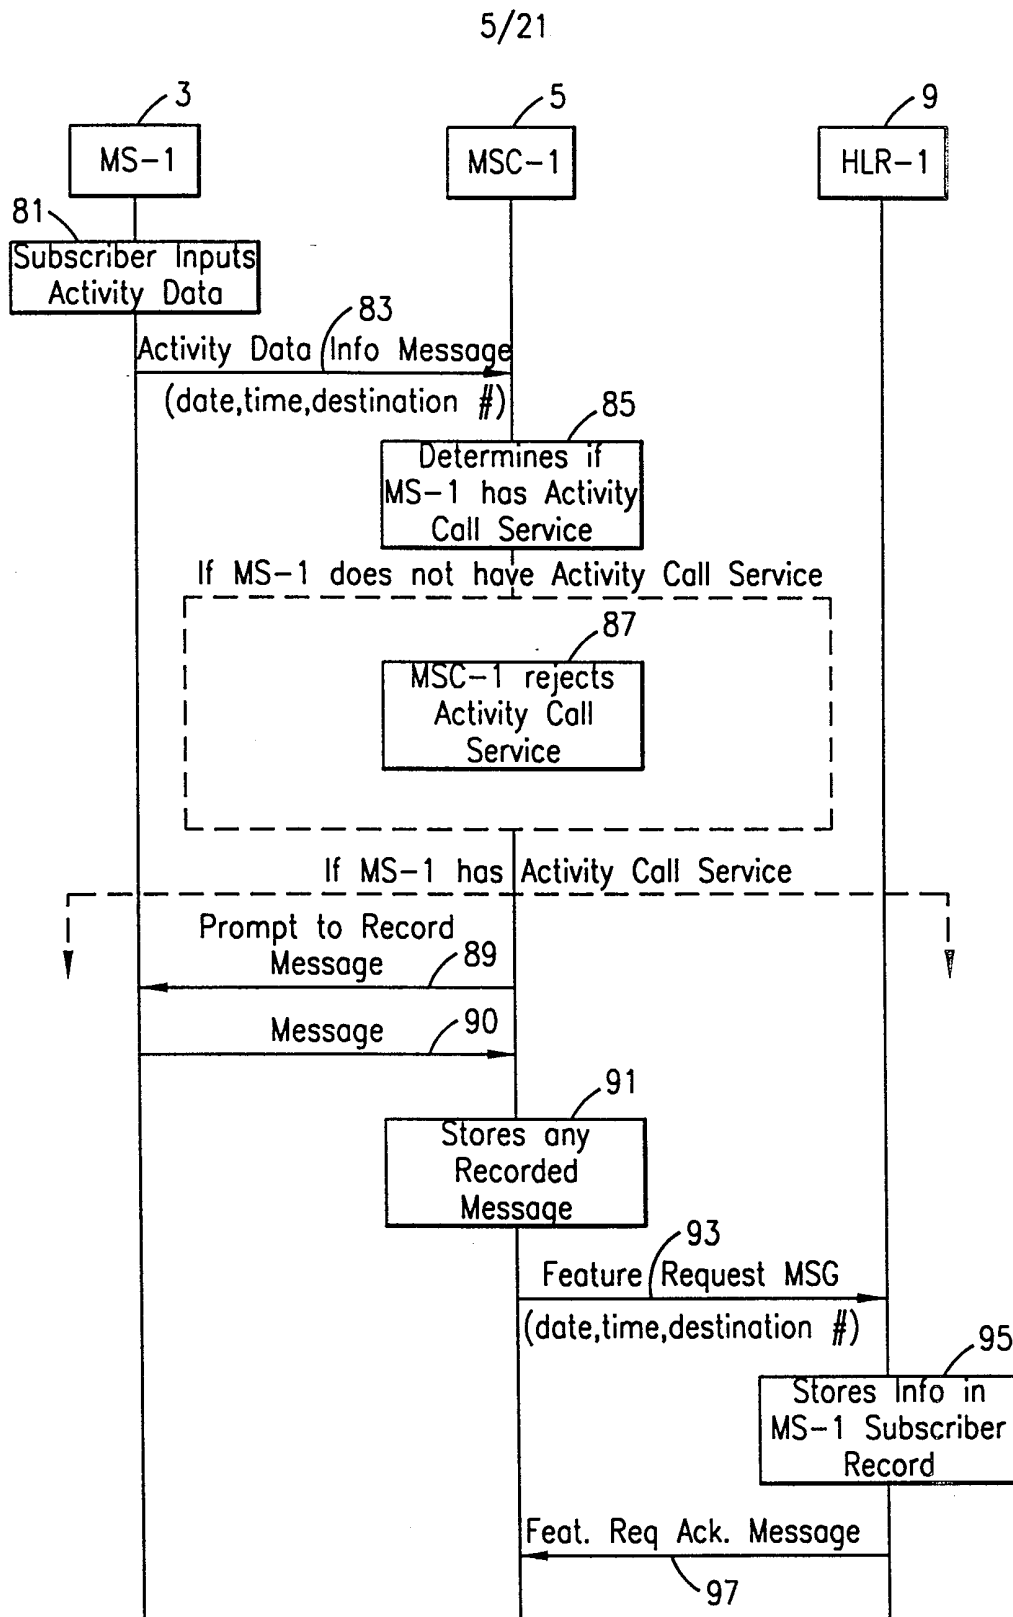 5/21
3
5
9
MS-1
MSC-1
HLR-1
81
Subscriber Inputs
Activity Data
83
Activity Data Info Message
(date,time,destination #)
85
Determines if
MS-1 has Activity
Call Service
If MS-1 does not have Activity Call Service
87
MSC-1 rejects
Activity Call
Service
If MS-1 has Activity Call Service
Prompt to Record
Message
89
Message
90
91
Stores any
Recorded
Message
93
Feature Request MSG
(date,time,destination #)
95
Stores Info in
MS-1 Subscriber
Record
Feat. Req Ack. Message
97